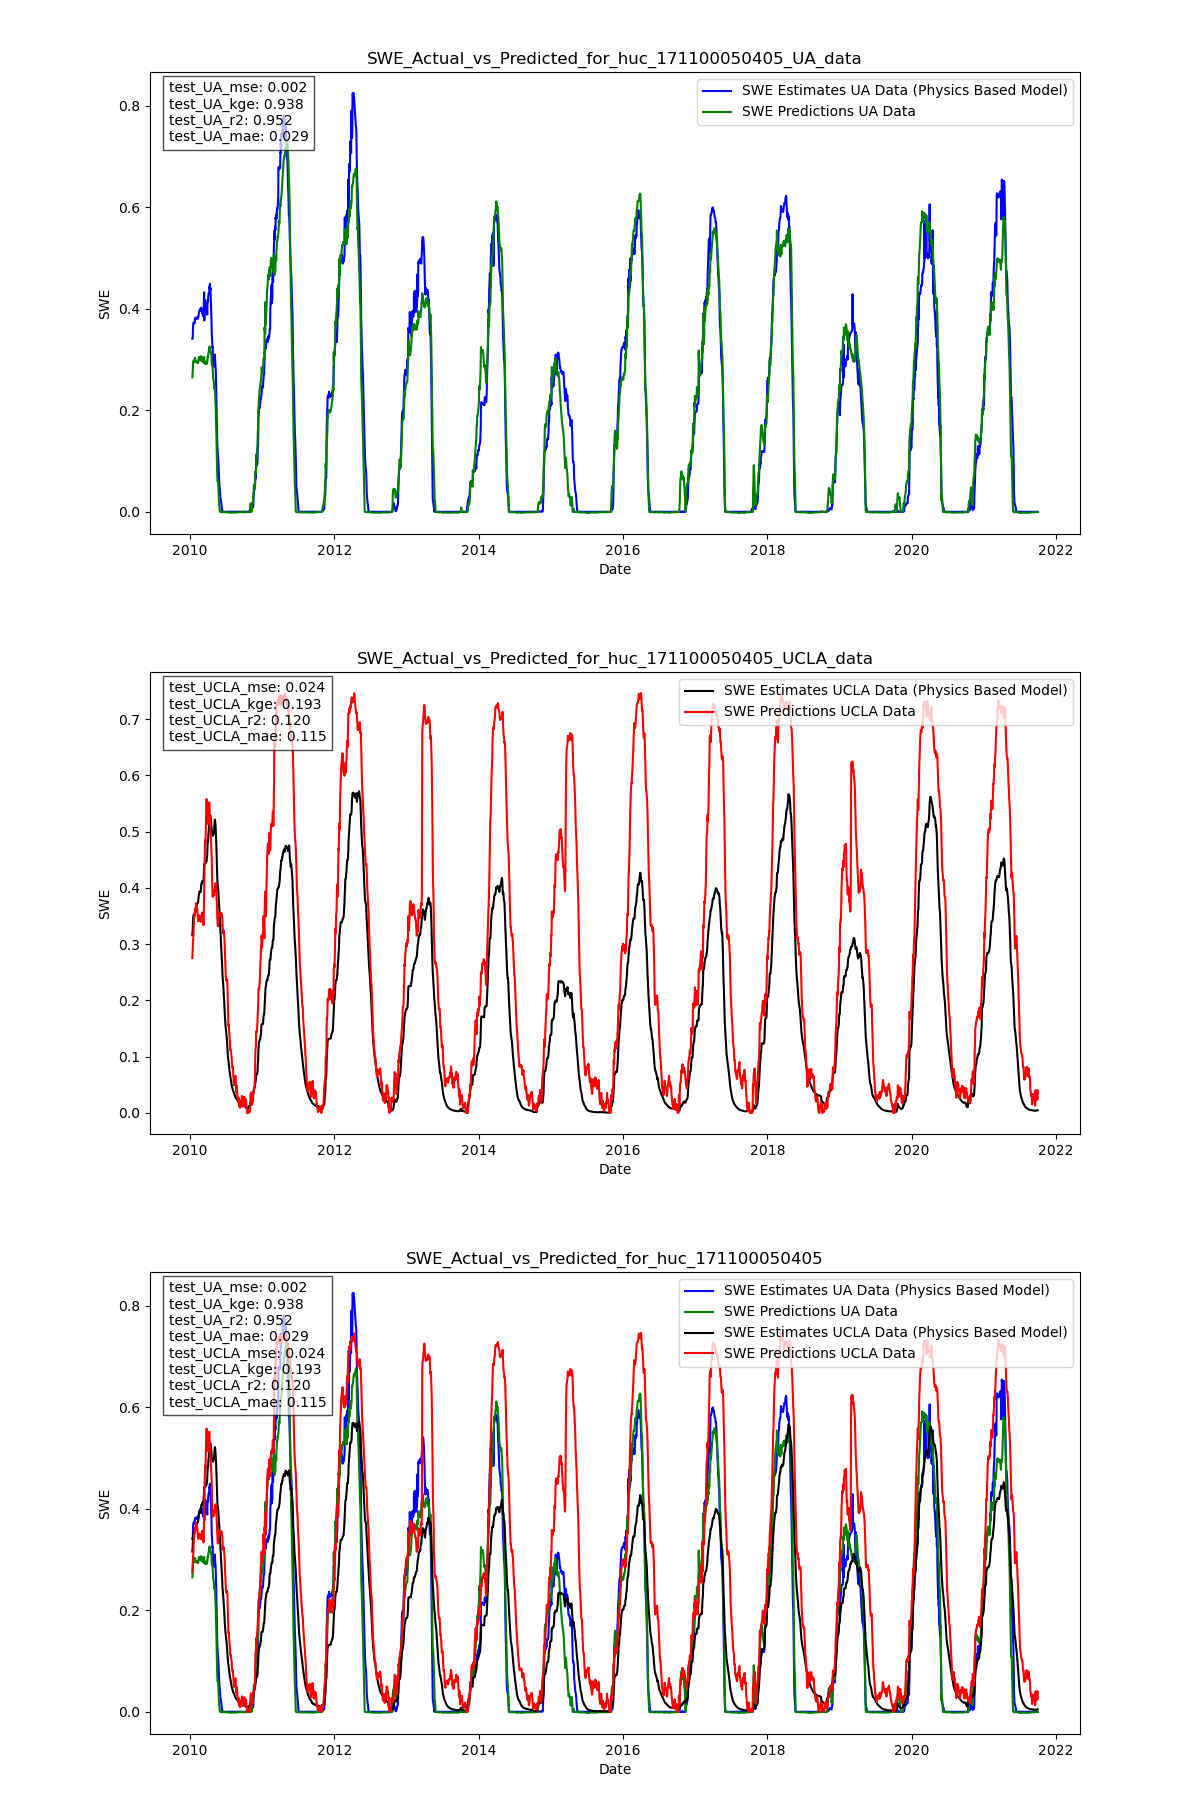 SWE_Actual_vs_Predicted_for_huc_171100050405_UA_data
test_UA_mse: 0.002
test_UA_kge: 0.938
test_UA_r2: 0.952
test_UA_mae: 0.029
SWE Estimates UA Data (Physics Based Model)
SWE Predictions UA Data
0.8
0.6
0.4
0.2
0.0
SWE
2010 2012 2014 2016 2018 2020 2022
Date
SWE_Actual_vs_Predicted_for_huc_171100050405_UCLA_data
test_UCLA_mse: 0.024
test_UCLA_kge: 0.193
test_UCLA_r2: 0.120
test_UCLA_mae: 0.115
SWE Estimates UCLA Data (Physics Based Model)
SWE Predictions UCLA Data
0.7
0.6
0.5
0.4
0.3
0.2
0.1
0.0
SWE
2010 2012 2014 2016 2018 2020 2022
Date
SWE_Actual_vs_Predicted_for_huc_171100050405
test_UA_mse: 0.002
test_UA_kge: 0.938
test_UA_r2: 0.952
test_UA_mae: 0.029
test_UCLA_mse: 0.024
test_UCLA_kge: 0.193
test_UCLA_r2: 0.120
test_UCLA_mae: 0.115
SWE Estimates UA Data (Physics Based Model)
SWE Predictions UA Data
SWE Estimates UCLA Data (Physics Based Model)
SWE Predictions UCLA Data
0.8
0.6
0.4
0.2
0.0
SWE
2010 2012 2014 2016 2018 2020 2022
Date